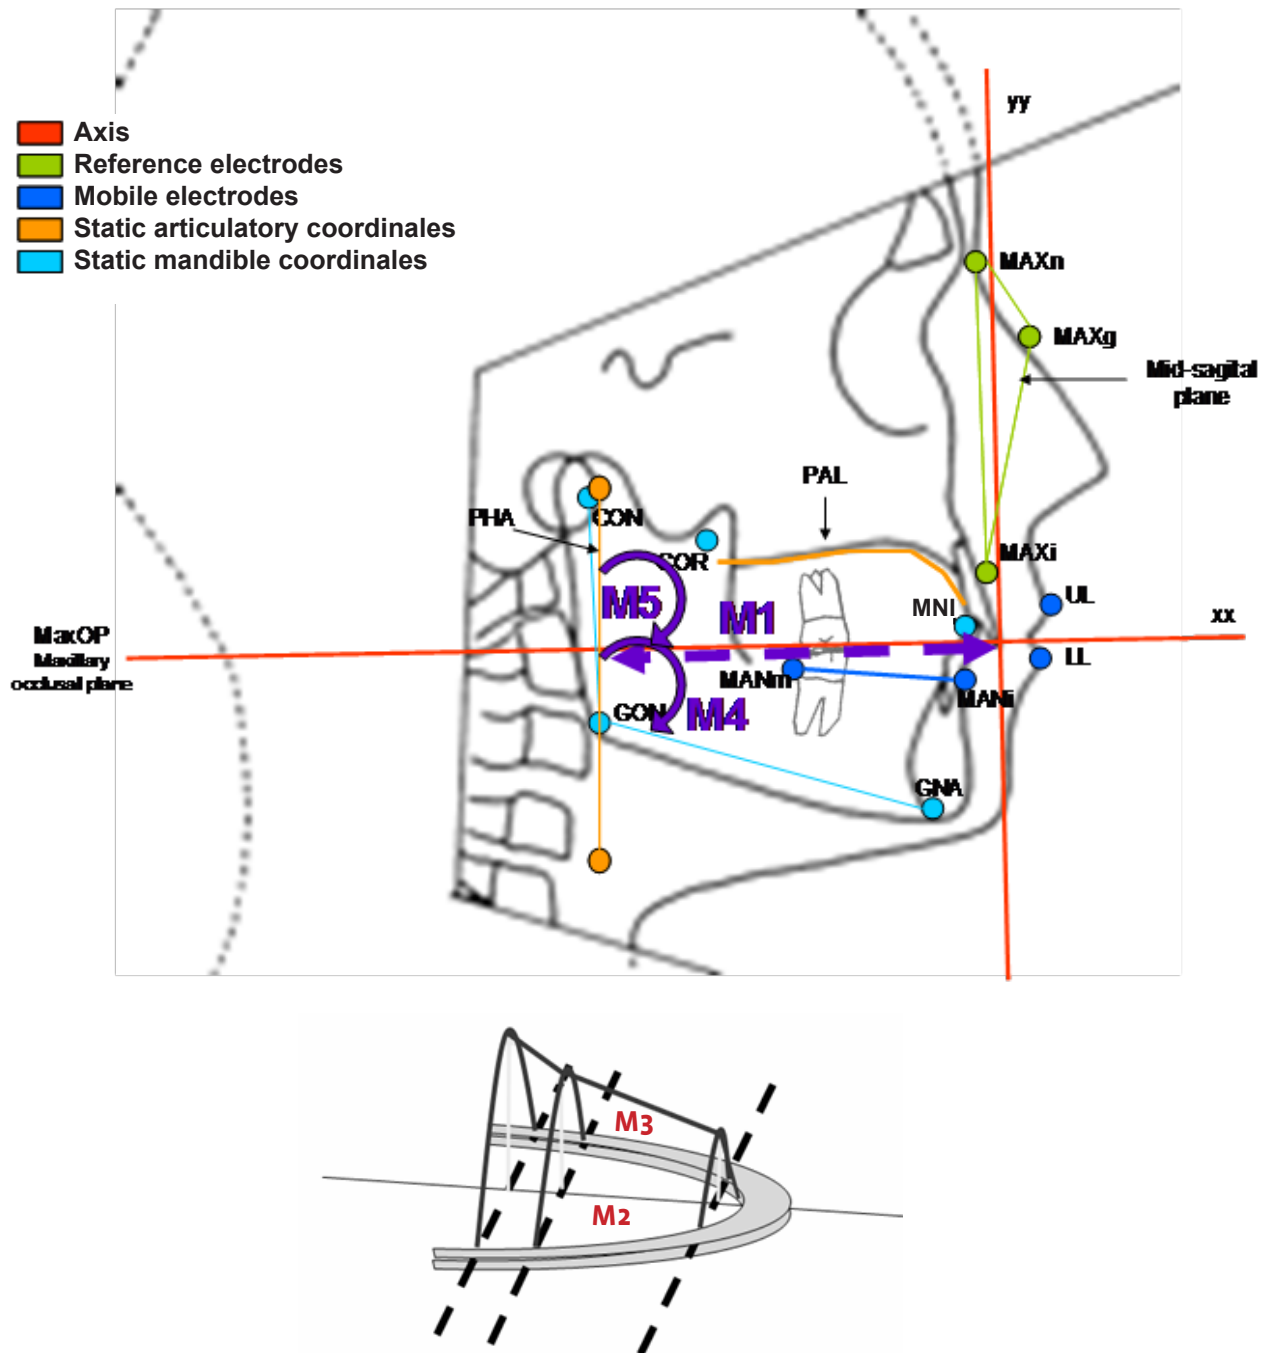 yy
Axis
Reference electrodes
Mobile electrodes
Static articulatory coordinales
Static mandible coordinales
MAXn
MAXg
Mid-sagital
plane
PAL
PHA
CON
COR
MAXi
M5
M1
MNI
UL
xx
MaxOP
Maxillary
occlusal plane
LL
MANm
MANi
GON
M4
GNA
M3
M2